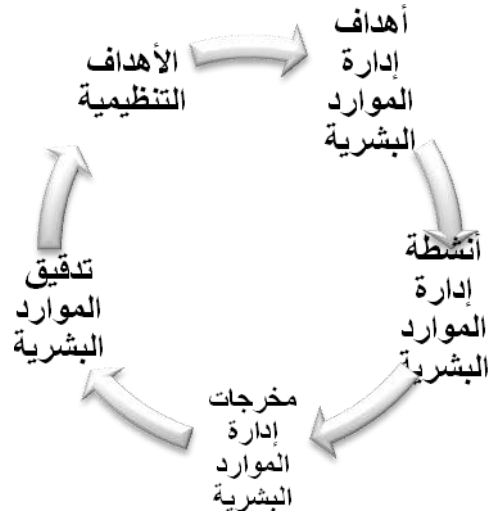 الأهداف
التنظيمية
أهداف
إدارة
الموارد
البشرية
أنشطة
إدارة
الموارد
البشرية
مخرجات
إدارة
الموارد
البشرية
تدقيق
الموارد
البشرية